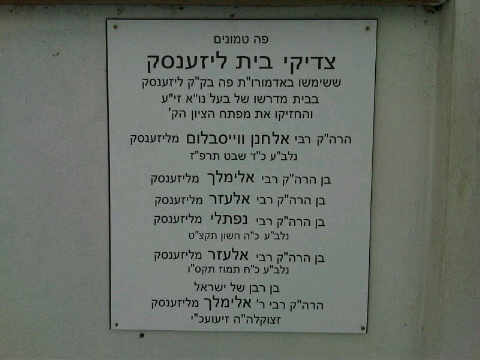 פה טמונים
צדיקי בית ליזענסק
ששימשו באדמורו"ת פה בק"ק ליזענסק
בבית מדרשו של בעל נו"א זי"ע
והחזיקו את מפתח הציון הק'
הרה"ק רבי אלחנן ווייסבלום מליזענסק
נלב"ע כ"ד שבט תרפ"ז
בן הרה"ק רבי אלימלך מליזענסק
בן הרה"ק רבי אלעזר מליזענסק
בן הרה"ק רבי נפתלי מליזענסק
נלב"ע כ"ה חשון תקצ"ט
בן הרה"ק רבי אלעזר מליזענסק
נלב"ע כ"ח תמוז תקס"ו
בן רבן של ישראל
הרה"ק רבי ר' אלימלך מליזענסק
זצוקלה"ה זיעועכ"י